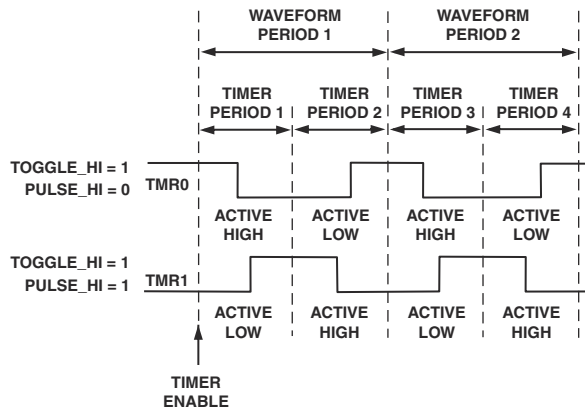 WAVEFORM
PERIOD 1
WAVEFORM
PERIOD 2
TIMER
PERIOD 1
TIMER
PERIOD 2
TIMER
PERIOD 3
TIMER
PERIOD 4
TOGGLE_HI = 1
PULSE_HI = 0
TMR0
ACTIVE
HIGH
ACTIVE
LOW
ACTIVE
HIGH
ACTIVE
LOW
TOGGLE_HI = 1
PULSE_HI = 1
TMR1
ACTIVE
LOW
ACTIVE
HIGH
ACTIVE
LOW
ACTIVE
HIGH
TIMER
ENABLE